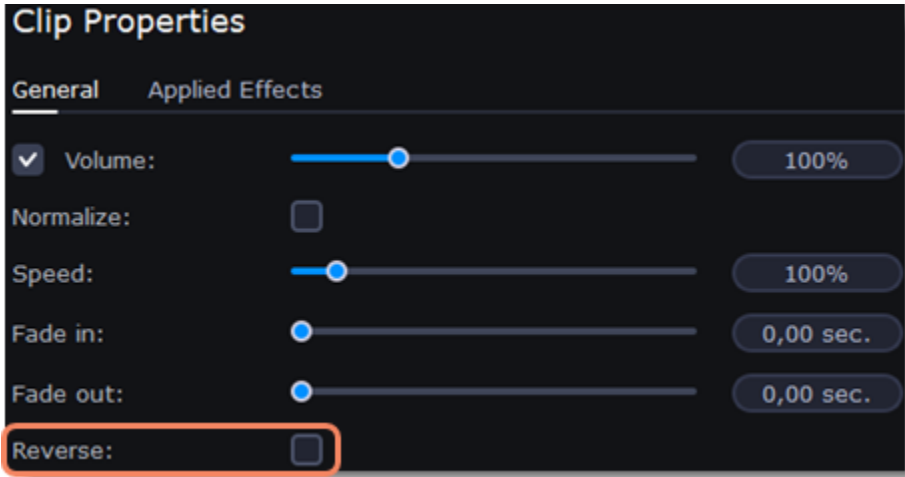 Clip Properties
General Applied Effects
Volume: 100%
Normalize:
Speed: 100%
Fade in: 0,00 sec.
Fade out: 0,00 sec.
Reverse: